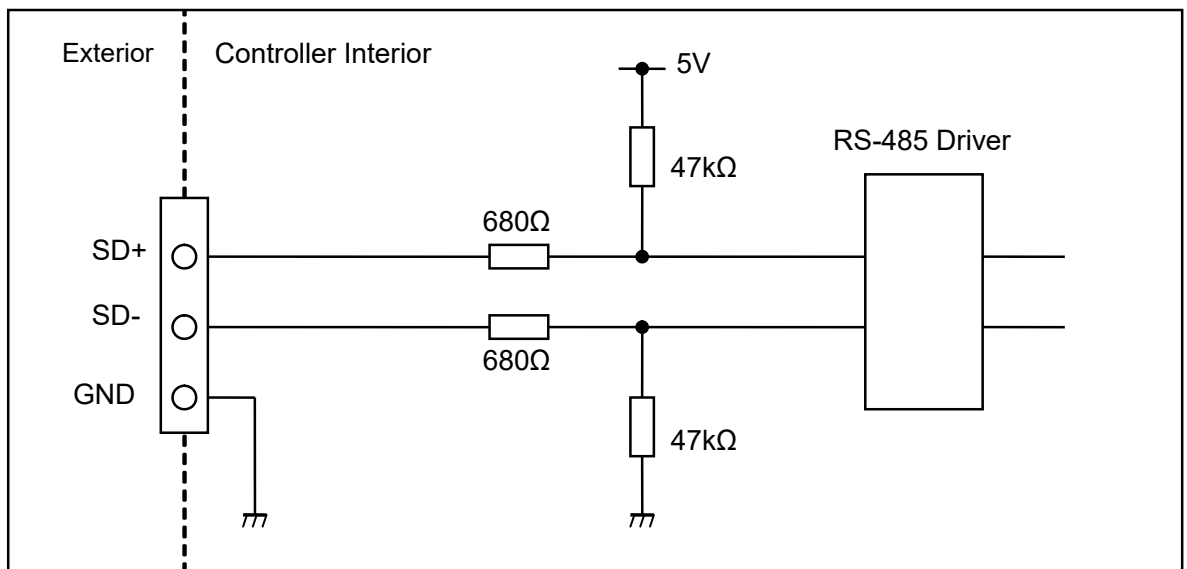 Exterior
Controller Interior
5V
RS-485 Driver
47kΩ
680Ω
SD+
SD-
680Ω
GND
47kΩ